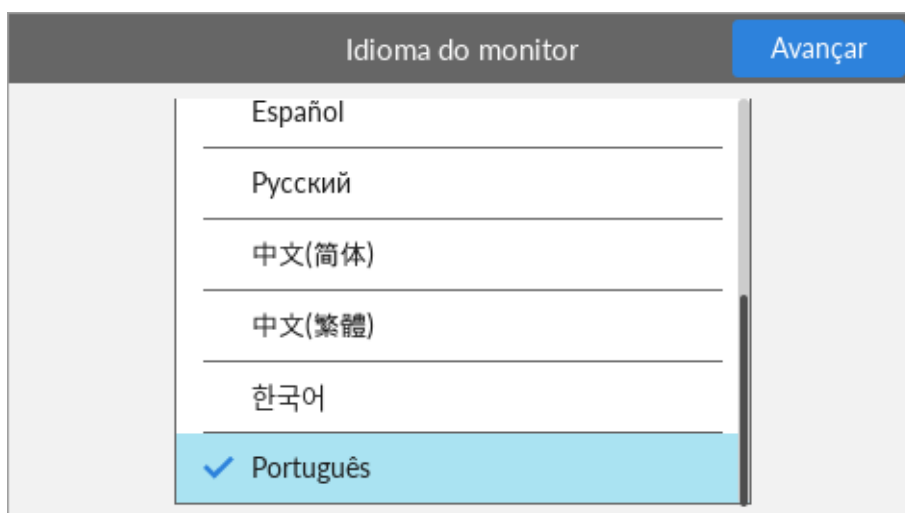 Idioma do monitor
Avançar
Español
Русский
中文(简体)
中文(繁體)
한국어
Português